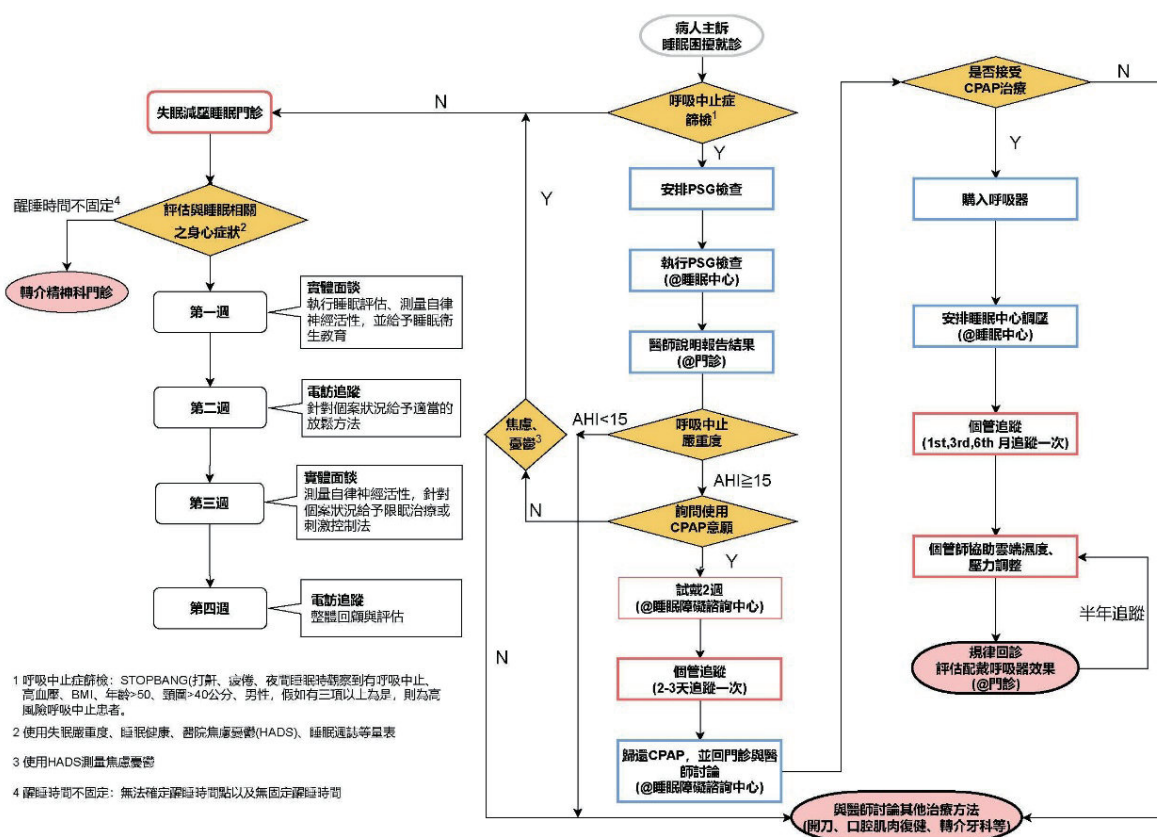 病人主訴
睡眠困擾就診
呼吸中止症
篩檢1
N
Y
失眠減壓睡眠門診
評估與睡眠相關
之身心症狀2
醒睡時間不固定4
轉介精神科門診
第一週
實體面談
執行睡眠評估、測量自律
神經活性，並給予睡眠衛
生教育
第二週
電訪追蹤
針對個案狀況給予適當的
放鬆方法
第三週
實體面談
測量自律神經活性，針對
個案狀況給予限眠治療或
刺激控制法
第四週
電訪追蹤
整體回顧與評估
安排PSG檢查
執行PSG檢查
(@睡眠中心)
醫師說明報告結果
(@門診)
呼吸中止
嚴重度
AHI<15
AHI≧15
焦慮、
憂鬱3
Y
N
詢問使用
CPAP意願
N
Y
試戴2週
(@睡眠障礙諮詢中心)
個管追蹤
(2-3天追蹤一次)
歸還CPAP，並回門診與醫
師討論
(@睡眠障礙諮詢中心)
是否接受
CPAP治療
N
Y
購入呼吸器
安排睡眠中心調壓
(@睡眠中心)
個管追蹤
(1st,3rd,6th 月追蹤一次)
個管師協助雲端濕度、
壓力調整
半年追蹤
規律回診
評估配戴呼吸器效果
(@門診)
與醫師討論其他治療方法
(開刀、口腔肌肉復健、轉介牙科等)
1 呼吸中止症篩檢：STOPBANG(打鼾、疲倦、夜間睡眠時觀察到有呼吸中止、
高血壓、BMI、年齡>50、頸圍>40公分、男性，假如有三項以上為是，則為高
風險呼吸中止患者。
2 使用失眠嚴重度、睡眠健康、醫院焦慮憂鬱(HADS)、睡眠週誌等量表
3 使用HADS測量焦慮憂鬱
4 醒睡時間不固定：無法確定醒睡時間點以及無固定醒睡時間